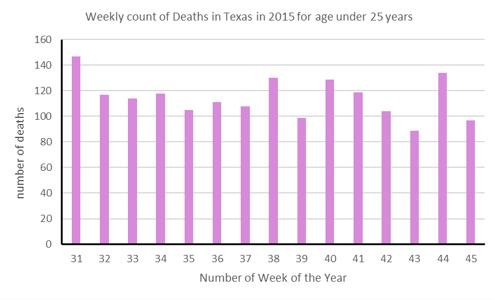 Weekly count of Deaths in Texas in 2015 for age under 25 years
160
140
120
100
80
60
40
20
0
number of deaths
31 32 33 34 35 36 37 38 39 40 41 42 43 44 45
Number of Week of the Year